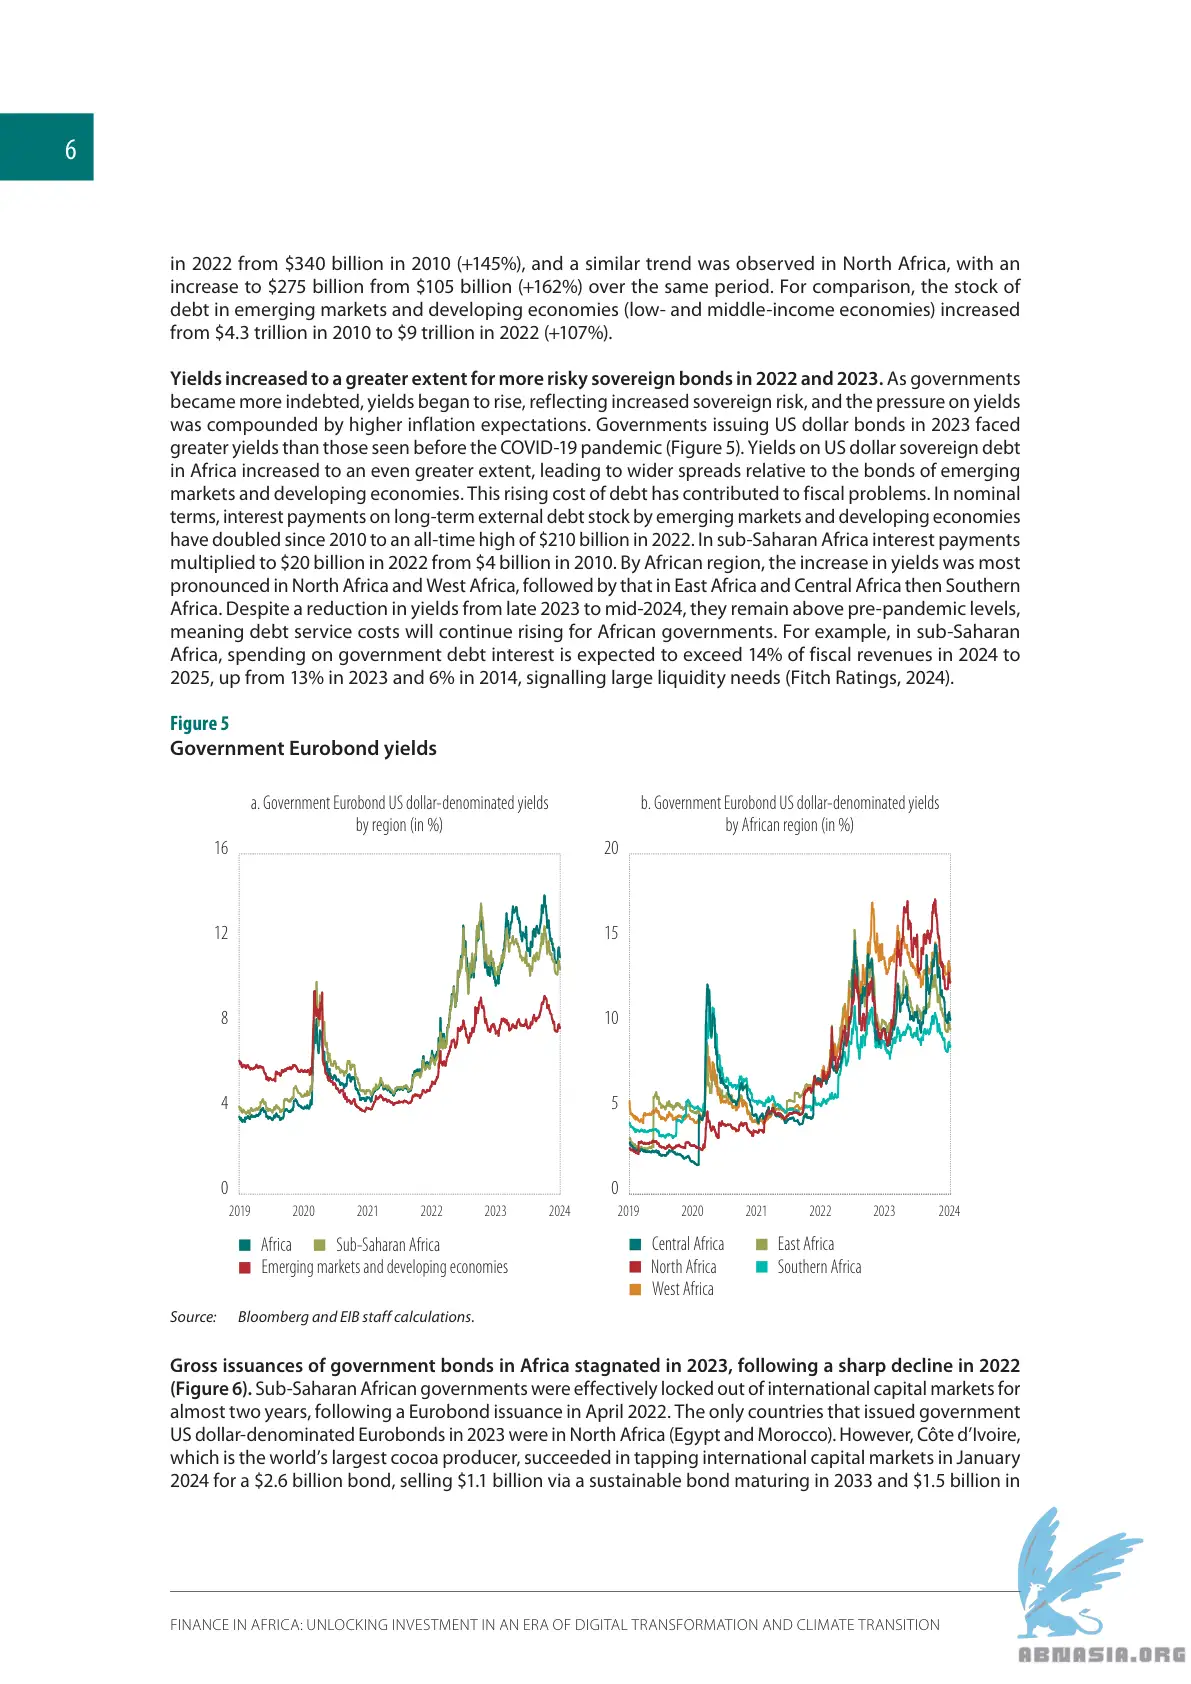 6
in 2022 from $340 billion in 2010 (+145%), and a similar trend was observed in North Africa, with an
increase to $275 billion from $105 billion (+162%) over the same period. For comparison, the stock of
debt in emerging markets and developing economies (low- and middle-income economies) increased
from $4.3 trillion in 2010 to $9 trillion in 2022 (+107%).
Yields increased to a greater extent for more risky sovereign bonds in 2022 and 2023. As governments
became more indebted, yields began to rise, reflecting increased sovereign risk, and the pressure on yields
was compounded by higher inflation expectations. Governments issuing US dollar bonds in 2023 faced
greater yields than those seen before the COVID-19 pandemic (Figure 5). Yields on US dollar sovereign debt
in Africa increased to an even greater extent, leading to wider spreads relative to the bonds of emerging
markets and developing economies. This rising cost of debt has contributed to fiscal problems. In nominal
terms, interest payments on long-term external debt stock by emerging markets and developing economies
have doubled since 2010 to an all-time high of $210 billion in 2022. In sub-Saharan Africa interest payments
multiplied to $20 billion in 2022 from $4 billion in 2010. By African region, the increase in yields was most
pronounced in North Africa and West Africa, followed by that in East Africa and Central Africa then Southern
Africa. Despite a reduction in yields from late 2023 to mid-2024, they remain above pre-pandemic levels,
meaning debt service costs will continue rising for African governments. For example, in sub-Saharan
Africa, spending on government debt interest is expected to exceed 14% of fiscal revenues in 2024 to
2025, up from 13% in 2023 and 6% in 2014, signalling large liquidity needs (Fitch Ratings, 2024).
Figure 5
Government Eurobond yields
a. Government Eurobond US dollar-denominated yields
by region (in %)
16
12
8
4
0
2019 2020 2021 2022 2023 2024
Africa Sub-Saharan Africa
Emerging markets and developing economies
b. Government Eurobond US dollar-denominated yields
by African region (in %)
20
15
10
5
0
2019 2020 2021 2022 2023 2024
Central Africa East Africa
North Africa Southern Africa
West Africa
Source: Bloomberg and EIB staff calculations.
Gross issuances of government bonds in Africa stagnated in 2023, following a sharp decline in 2022
(Figure 6). Sub-Saharan African governments were effectively locked out of international capital markets for
almost two years, following a Eurobond issuance in April 2022. The only countries that issued government
US dollar-denominated Eurobonds in 2023 were in North Africa (Egypt and Morocco). However, Côte d’Ivoire,
which is the world’s largest cocoa producer, succeeded in tapping international capital markets in January
2024 for a $2.6 billion bond, selling $1.1 billion via a sustainable bond maturing in 2033 and $1.5 billion in
FINANCE IN AFRICA: UNLOCKING INVESTMENT IN AN ERA OF DIGITAL TRANSFORMATION AND CLIMATE TRANSITION
ABNASIA.ORG